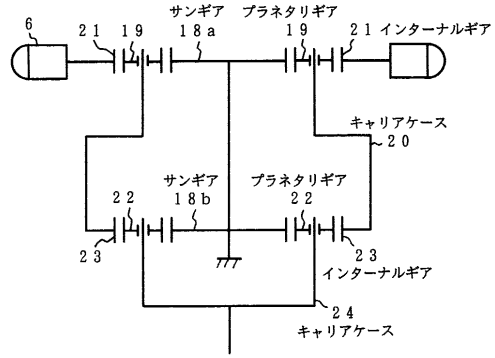 サンギア プラネタリギア
6 21 19 18a 19 21 インターナルギア
キャリアケース
20
サンギア プラネタリギア
22 18b 22
23 23
インターナルギア
24
キャリアケース